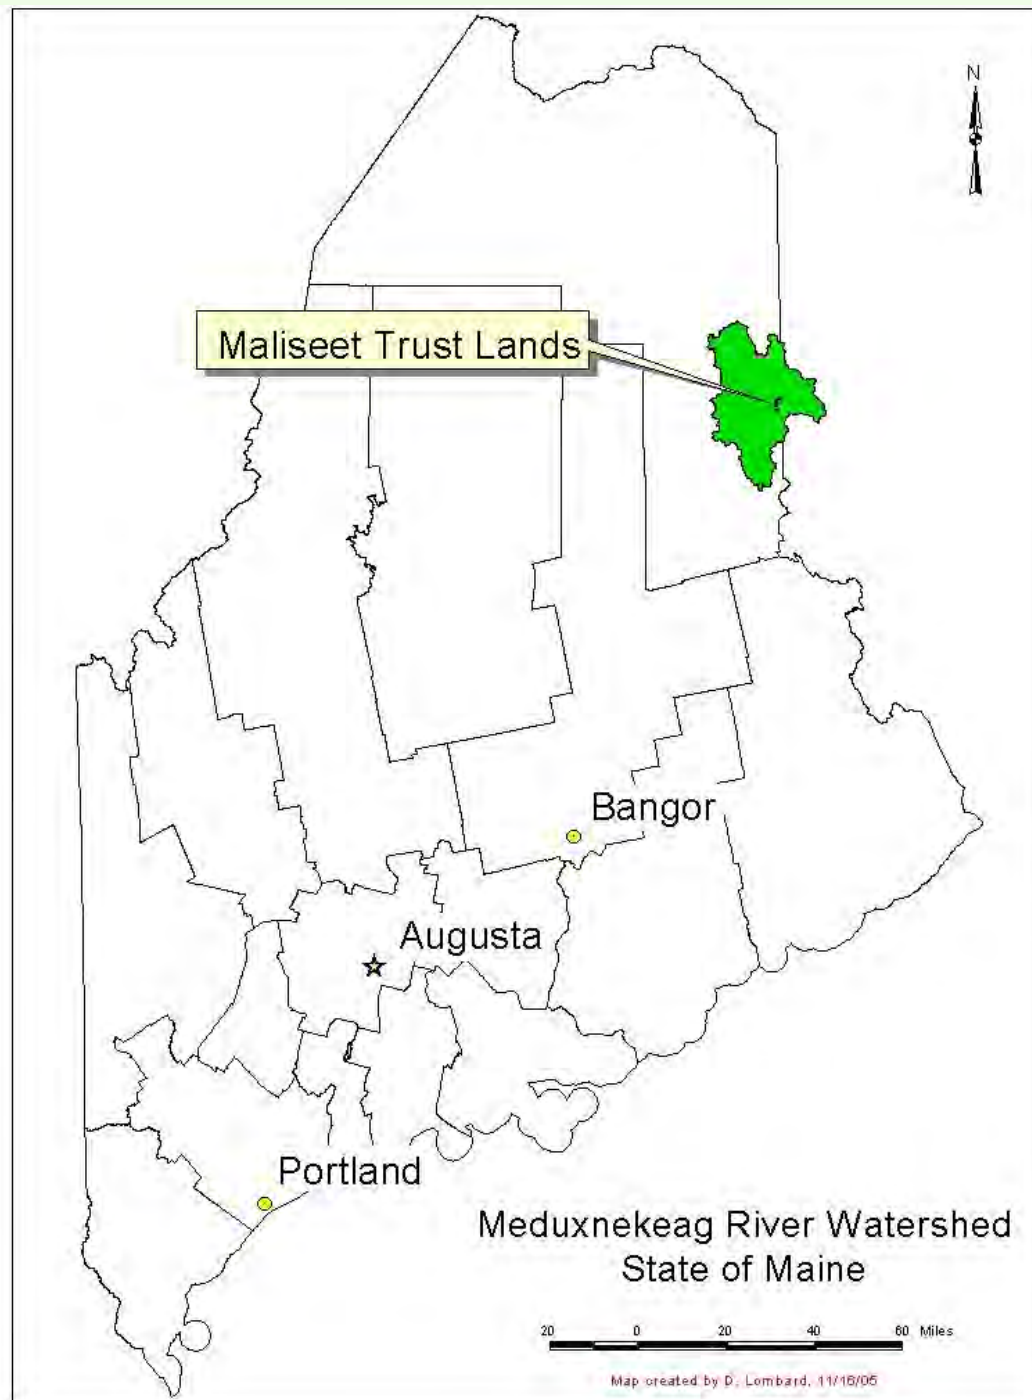 N
Maliseet Trust Lands
Bangor
Augusta
Portland
Meduxnekeag River Watershed
State of Maine
20 0 20 40 60 Miles
Map created by D. Lombard, 11/16/05